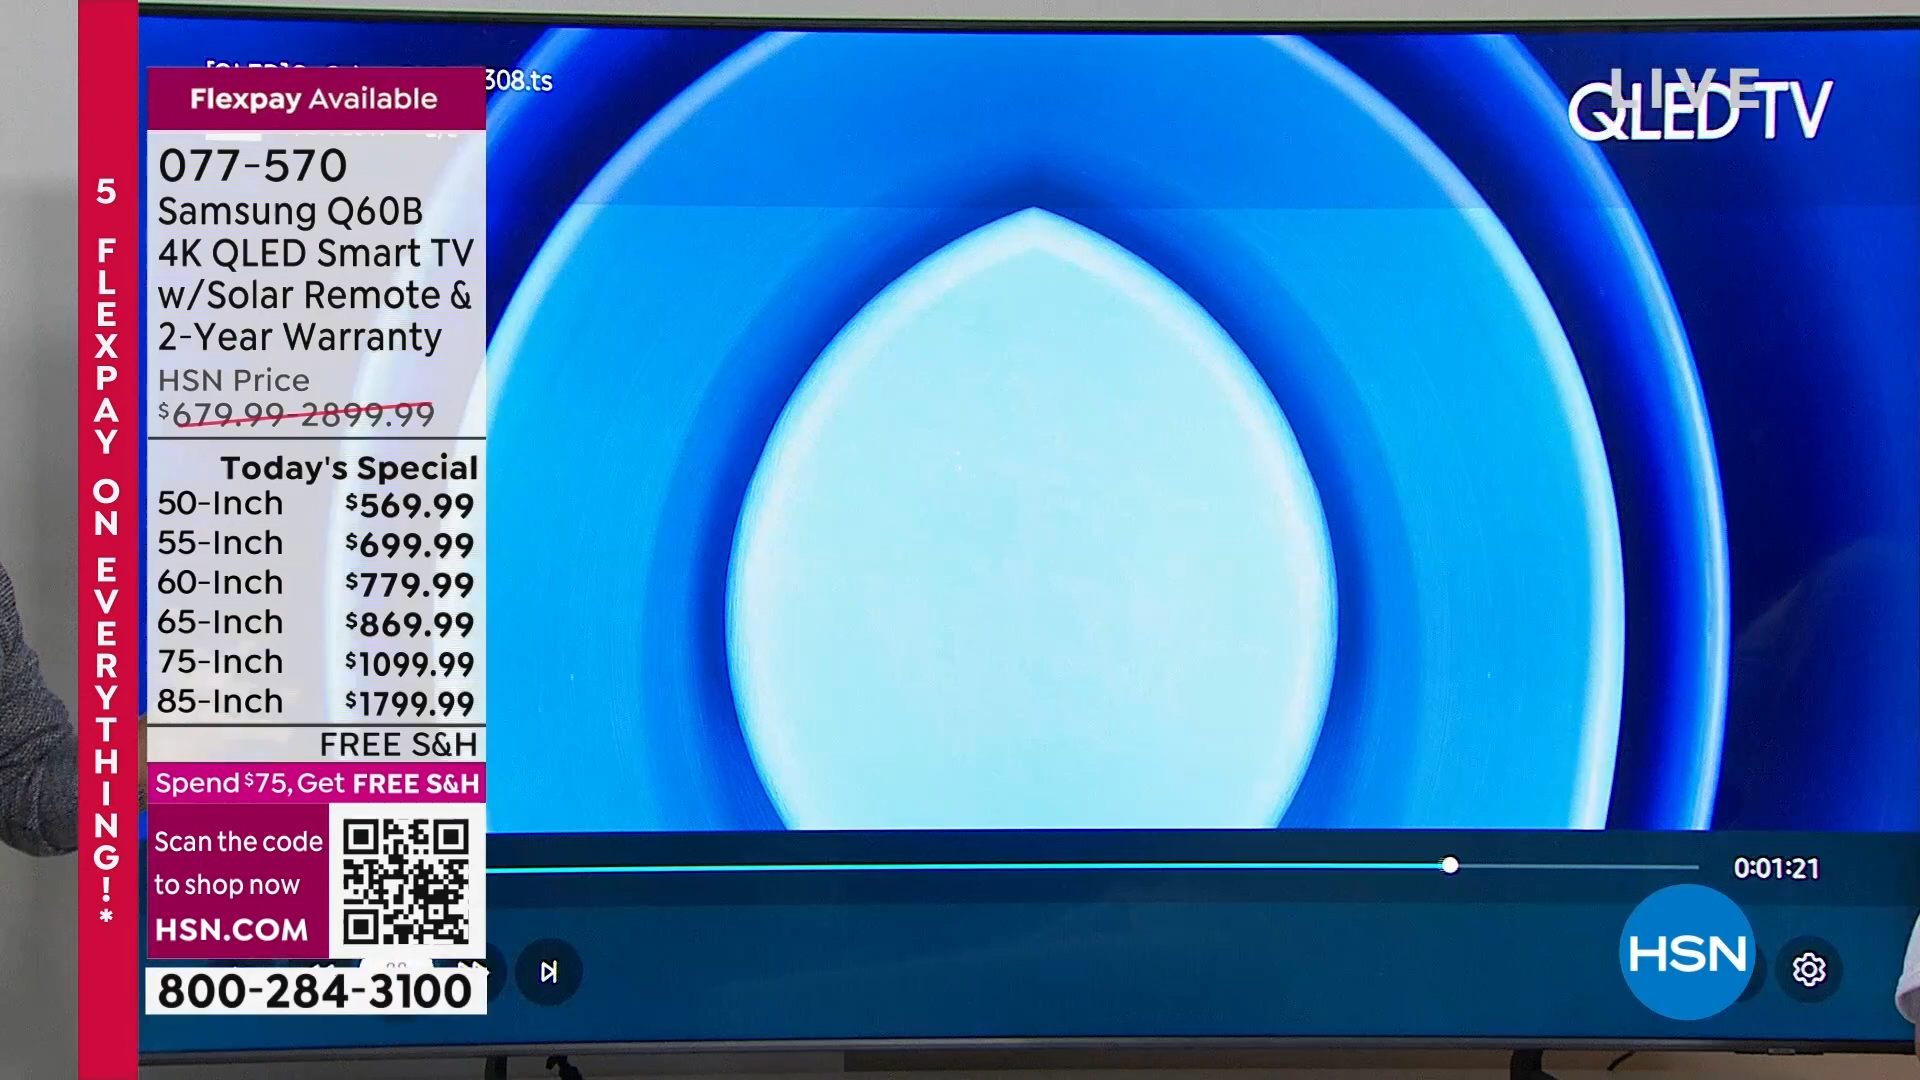 5 FLEXPAY ON EVERYTHING!*
308.ts
Flexpay Available
077-570
Samsung Q60B
4K QLED Smart TV
w/Solar Remote &
2-Year Warranty
HSN Price
$679.99-2899.99
Today's Special
50-Inch $569.99
55-Inch $699.99
60-Inch $779.99
65-Inch $869.99
75-Inch $1099.99
85-Inch $1799.99
FREE S&H
Spend $75, Get FREE S&H
Scan the code
to shop now
HSN.COM
800-284-3100
LIVE
QLED TV
0:01:21
HSN